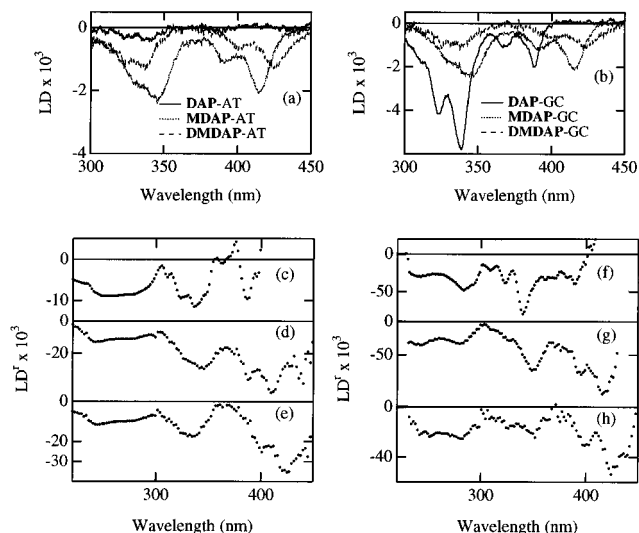 0
-2
-4
LD x 10³
(a)
DAP-AT
MDAP-AT
DMDAP-AT
300 350 400 450
Wavelength (nm)
0
-2
-4
LD x 10³
(b)
DAP-GC
MDAP-GC
DMDAP-GC
300 350 400 450
Wavelength (nm)
0
-10
(c)
0
-20
(d)
0
-20
-30
(e)
LDʳ x 10³
300 400
Wavelength (nm)
0
-50
(f)
0
-50
(g)
0
-40
(h)
LDʳ x 10³
300 400
Wavelength (nm)